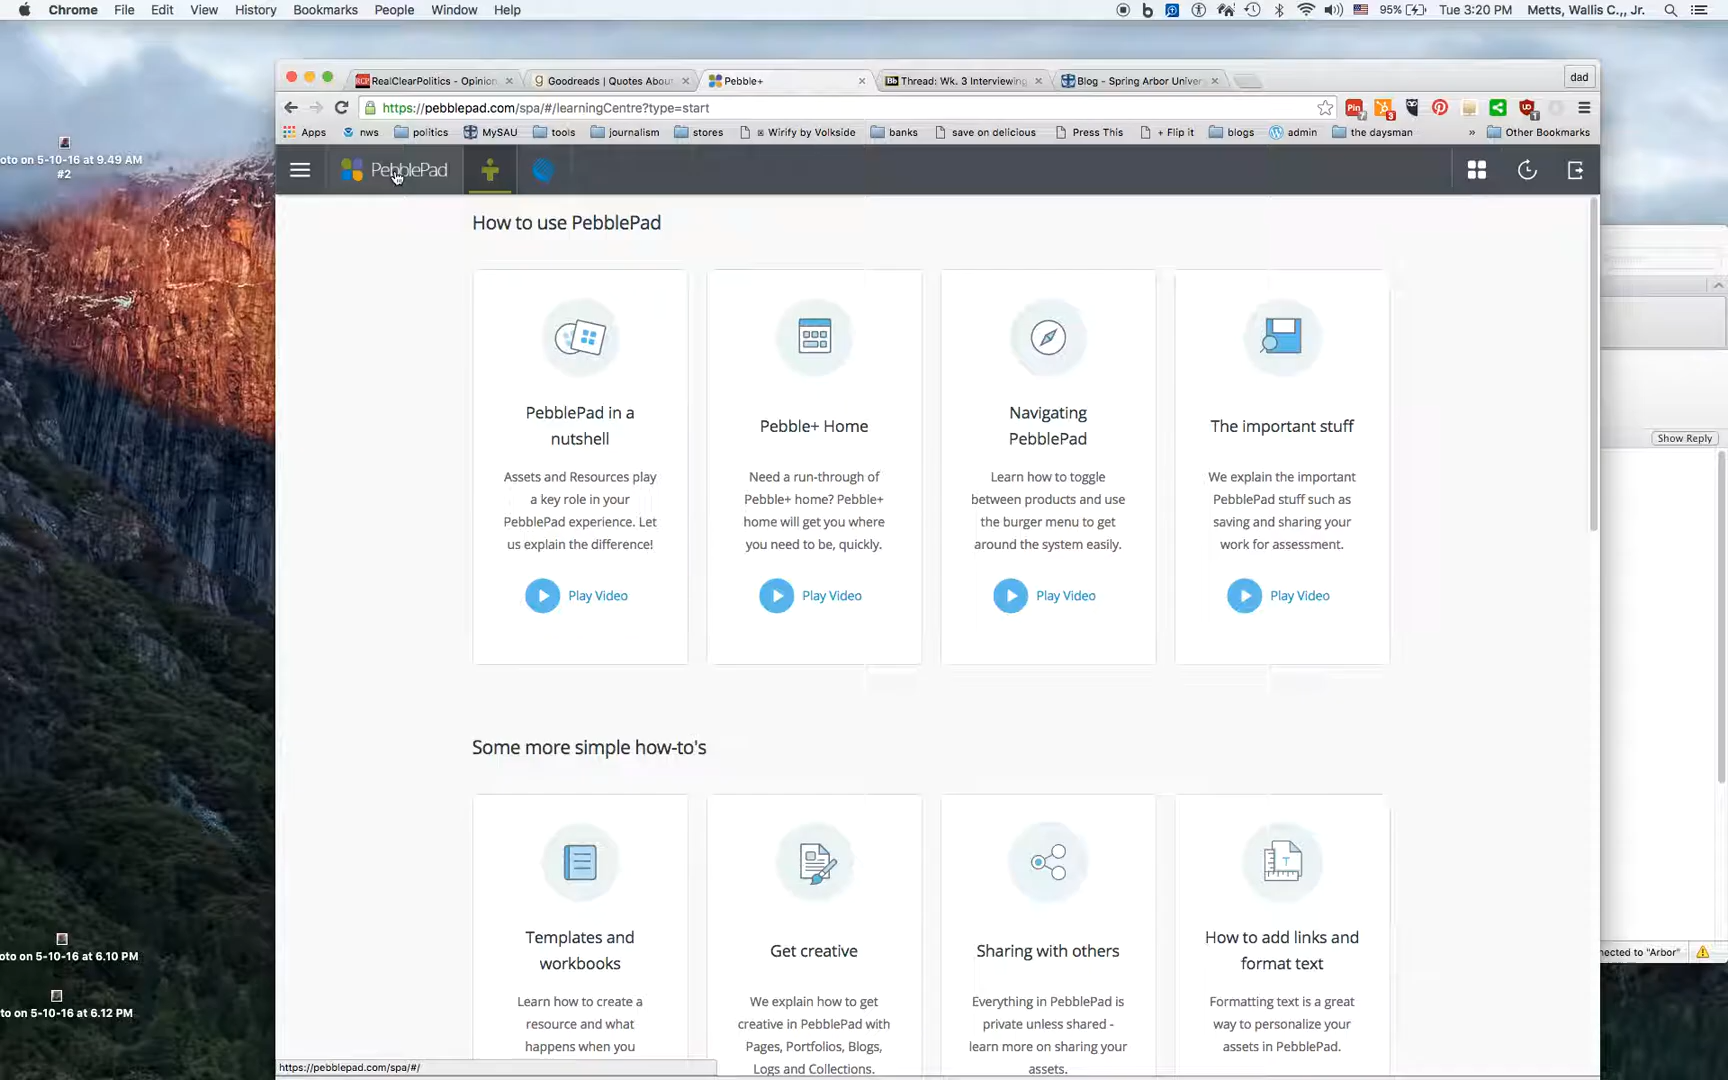 Chrome File Edit View History Bookmarks People Window Help 95% Tue 3:20 PM Metts, Wallis C.,, Jr.
RealClearPolitics - Opinion Goodreads | Quotes About Pebble+ Bb Thread: Wk. 3 Interviewing Blog - Spring Arbor Univer dad
https://pebblepad.com/spa/#/learningCentre?type=start
Apps nws politics MySAU tools journalism stores Wirify by Volkside banks save on delicious Press This + Flip it blogs admin the daysman » Other Bookmarks
PebblePad
oto on 5-10-16 at 9.49 AM
#2
How to use PebblePad
PebblePad in a
nutshell
Assets and Resources play
a key role in your
PebblePad experience. Let
us explain the difference!
Play Video
Pebble+ Home
Need a run-through of
Pebble+ home? Pebble+
home will get you where
you need to be, quickly.
Play Video
Navigating
PebblePad
Learn how to toggle
between products and use
the burger menu to get
around the system easily.
Play Video
The important stuff
We explain the important
PebblePad stuff such as
saving and sharing your
work for assessment.
Play Video
Show Reply
Some more simple how-to's
Templates and
workbooks
Learn how to create a
resource and what
happens when you
Get creative
We explain how to get
creative in PebblePad with
Pages, Portfolios, Blogs,
Logs and Collections.
Sharing with others
Everything in PebblePad is
private unless shared -
learn more on sharing your
assets.
How to add links and
format text
Formatting text is a great
way to personalize your
assets in PebblePad.
oto on 5-10-16 at 6.10 PM
oto on 5-10-16 at 6.12 PM
nected to "Arbor"
https://pebblepad.com/spa/#/